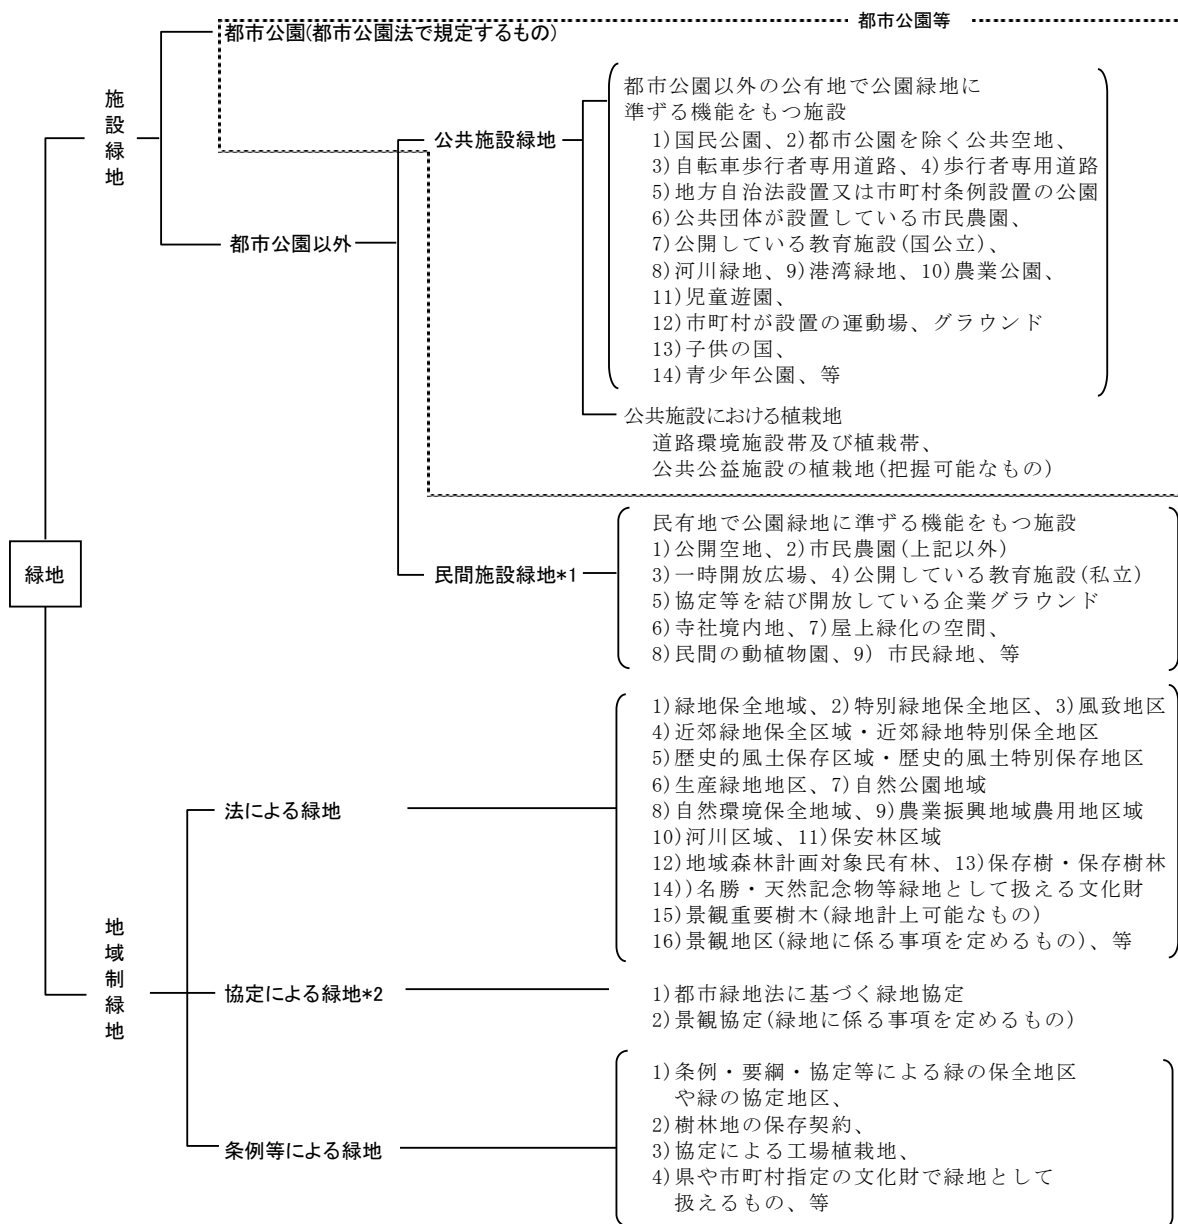 都市公園等
都市公園(都市公園法で規定するもの)
施設緑地
都市公園以外の公有地で公園緑地に
準ずる機能をもつ施設
公共施設緑地
1)国民公園、2)都市公園を除く公共空地、
3)自転車歩行者専用道路、4)歩行者専用道路
5)地方自治法設置又は市町村条例設置の公園
6)公共団体が設置している市民農園、
都市公園以外
7)公開している教育施設(国公立)、
8)河川緑地、9)港湾緑地、10)農業公園、
11)児童遊園、
12)市町村が設置の運動場、グラウンド
13)子供の国、
14)青少年公園、等
公共施設における植栽地
道路環境施設帯及び植栽帯、
公共公益施設の植栽地(把握可能なもの)
緑地
民間施設緑地*1
民有地で公園緑地に準ずる機能をもつ施設
1)公開空地、2)市民農園(上記以外)
3)一時開放広場、4)公開している教育施設(私立)
5)協定等を結び開放している企業グラウンド
6)寺社境内地、7)屋上緑化の空間、
8)民間の動植物園、9) 市民緑地、等
地域制緑地
法による緑地
1)緑地保全地域、2)特別緑地保全地区、3)風致地区
4)近郊緑地保全区域・近郊緑地特別保全地区
5)歴史的風土保存区域・歴史的風土特別保存地区
6)生産緑地地区、7)自然公園地域
8)自然環境保全地域、9)農業振興地域農用地区域
10)河川区域、11)保安林区域
12)地域森林計画対象民有林、13)保存樹・保存樹林
14))名勝・天然記念物等緑地として扱える文化財
15)景観重要樹木(緑地計上可能なもの)
16)景観地区(緑地に係る事項を定めるもの)、等
協定による緑地*2
1)都市緑地法に基づく緑地協定
2)景観協定(緑地に係る事項を定めるもの)
条例等による緑地
1)条例・要綱・協定等による緑の保全地区
や緑の協定地区、
2)樹林地の保存契約、
3)協定による工場植栽地、
4)県や市町村指定の文化財で緑地として
扱えるもの、等